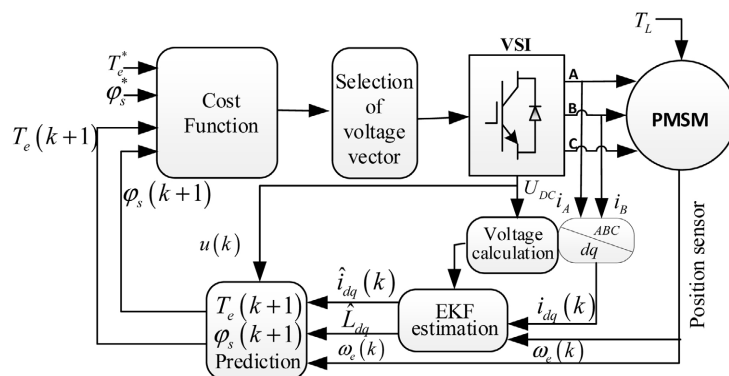 T_e^*
φ_s^*
T_e(k+1)
φ_s(k+1)
Cost
Function
Selection
of
voltage
vector
VSI
A
B
C
T_L
PMSM
U_DC
i_A
i_B
Voltage
calculation
ABC
dq
Position sensor
u(k)
î_dq(k)
L̂_dq
ω_e(k)
EKF
estimation
i_dq(k)
ω_e(k)
T_e(k+1)
φ_s(k+1)
Prediction